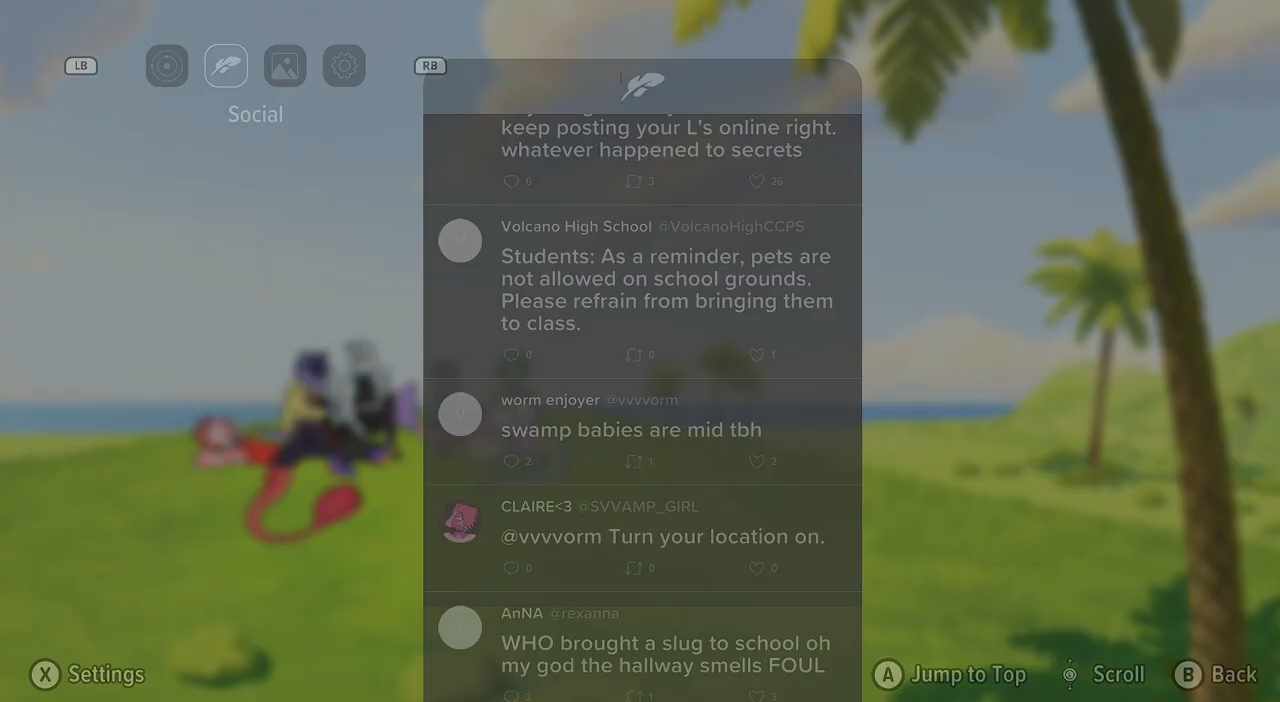 LB
RB
Social
keep posting your L's online right.
whatever happened to secrets
0 3 26
Volcano High School @VolcanoHighCCPS
Students: As a reminder, pets are
not allowed on school grounds.
Please refrain from bringing them
to class.
0 0 1
worm enjoyer @vvvvorm
swamp babies are mid tbh
2 1 2
CLAIRE<3 @SVVAMP_GIRL
@vvvvorm Turn your location on.
0 0 0
AnNA @rexanna
WHO brought a slug to school oh
my god the hallway smells FOUL
2 1 3
X Settings
A Jump to Top Scroll B Back